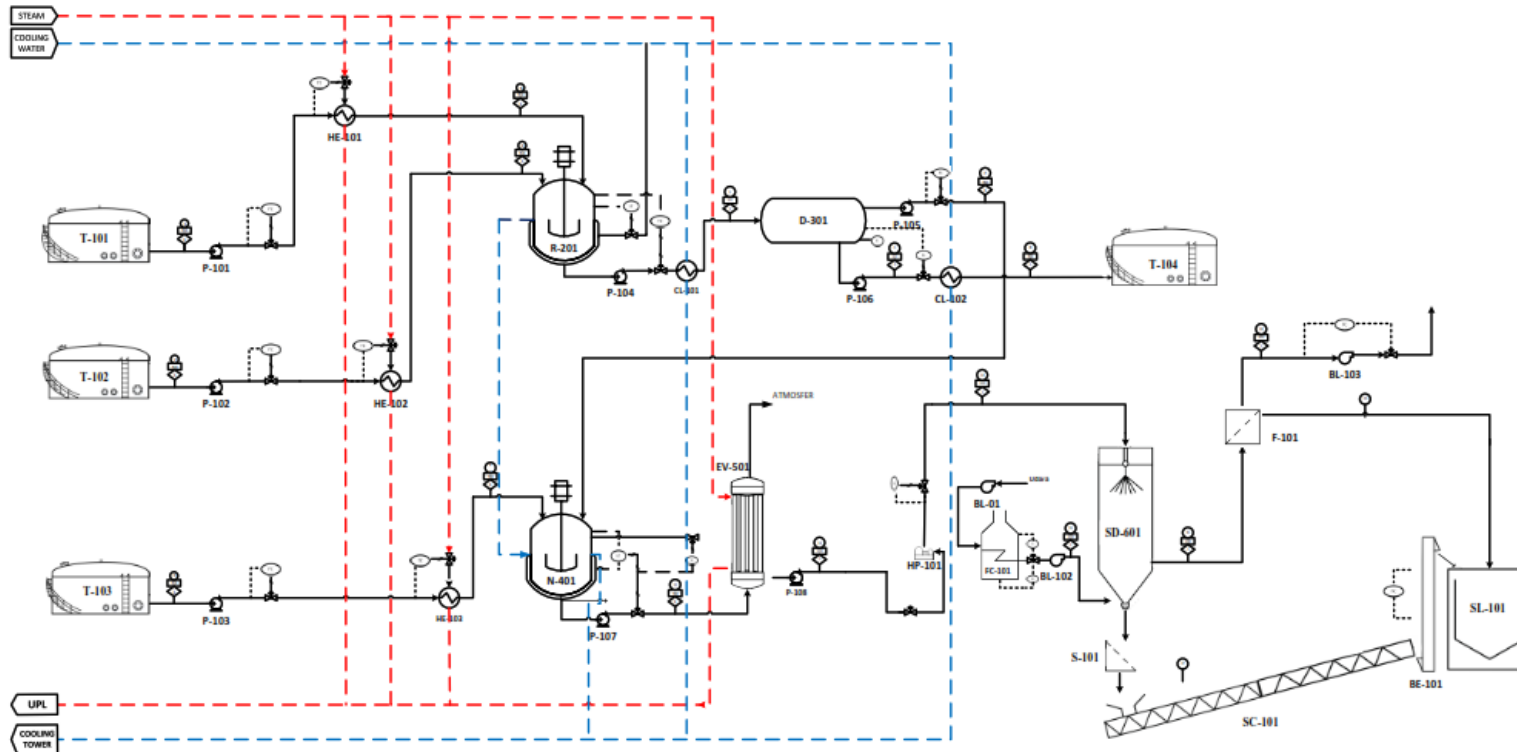 STEAM
COOLING
WATER
HE-101
T-101
P-101
R-201
P-104
CL-101
D-301
P-105
P-106
CL-102
T-104
T-102
P-102
HE-102
ATMOSFER
BL-103
F-101
EV-501
T-103
P-103
HE-103
N-401
P-107
P-108
HP-101
BL-01
FC-101
BL-102
SD-601
S-101
SC-101
BE-101
SL-101
UPL
COOLING
TOWER